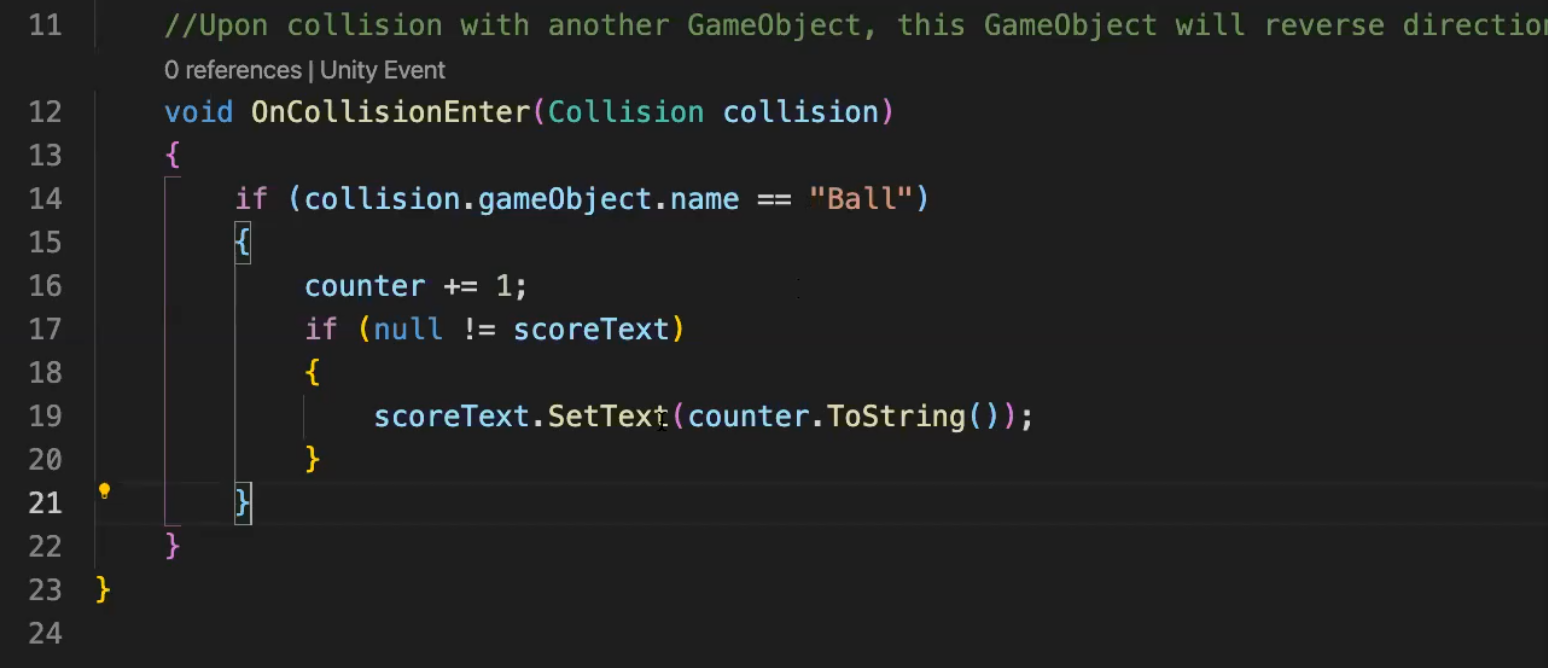 11 //Upon collision with another GameObject, this GameObject will reverse direction
0 references | Unity Event
12 void OnCollisionEnter(Collision collision)
13 {
14 if (collision.gameObject.name == "Ball")
15 {
16 counter += 1;
17 if (null != scoreText)
18 {
19 scoreText.SetText(counter.ToString());
20 }
21 }
22 }
23 }
24